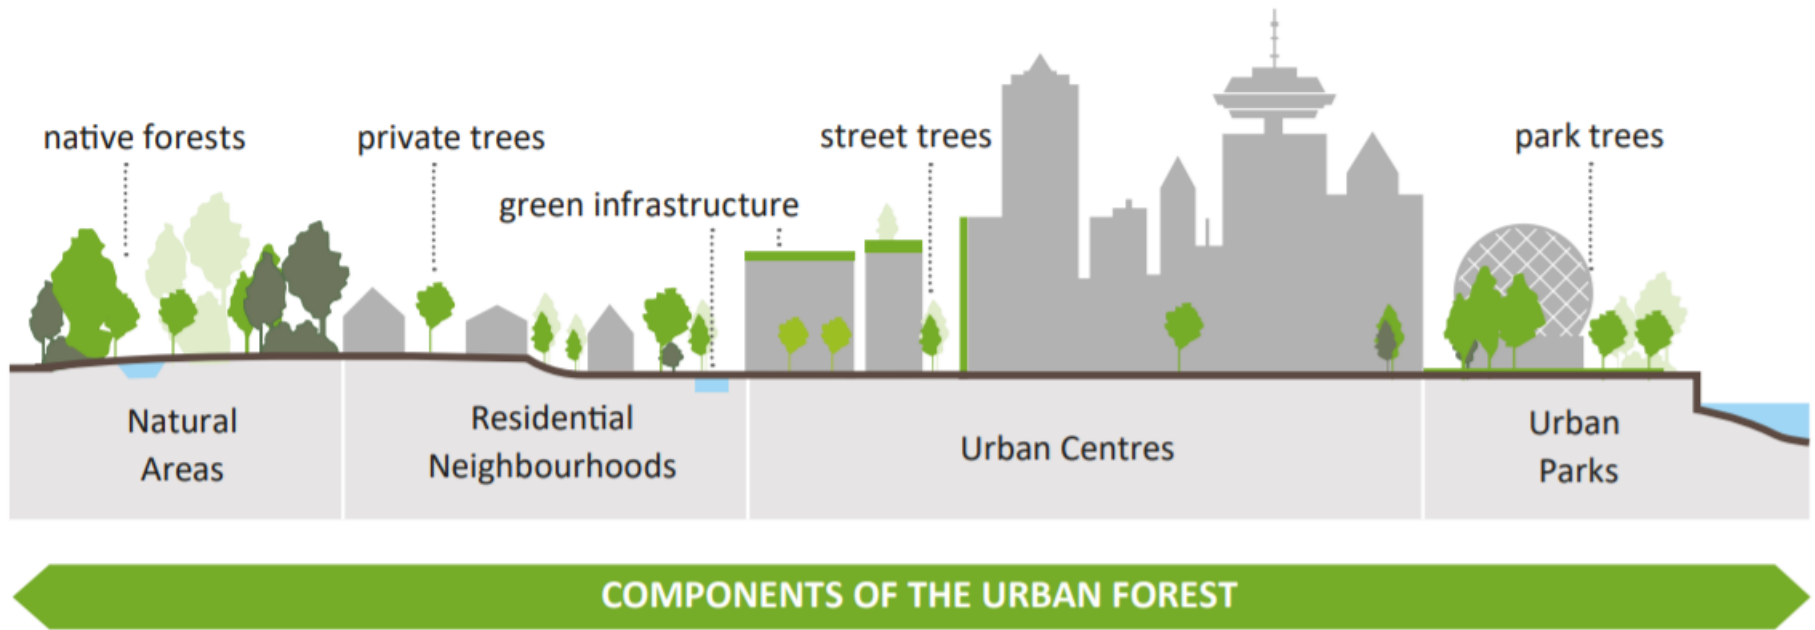 native forests
private trees
green infrastructure
street trees
park trees
Natural
Areas
Residential
Neighbourhoods
Urban Centres
Urban
Parks
COMPONENTS OF THE URBAN FOREST